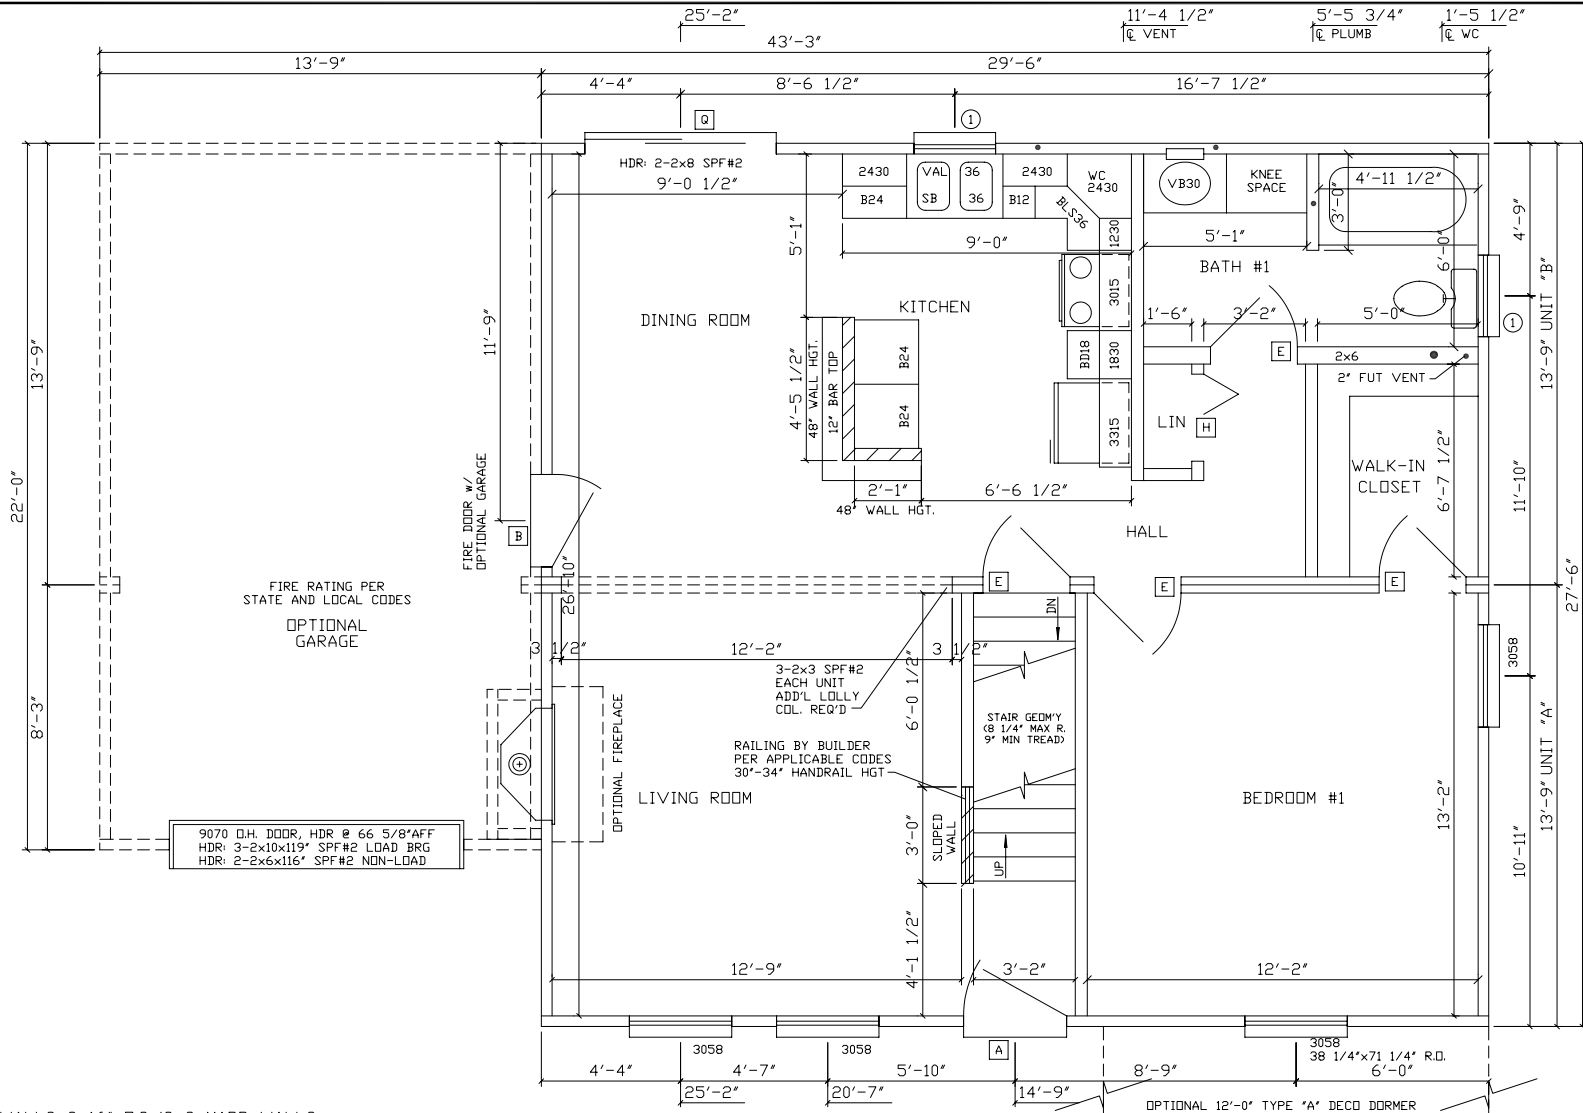 25'-2"
11'-4 1/2"
℄ VENT
5'-5 3/4"
℄ PLUMB
1'-5 1/2"
℄ WC
43'-3"
13'-9"
29'-6"
4'-4"
8'-6 1/2"
16'-7 1/2"
Q
1
HDR: 2-2x8 SPF#2
9'-0 1/2"
2430
VAL
36
2430
WC
2430
B24
SB
36
B12
BLS36
VB30
KNEE
SPACE
4'-11 1/2"
3'-0"
4'-9"
5'-1"
9'-0"
1230
5'-1"
6'-0"
BATH #1
DINING ROOM
KITCHEN
3015
1'-6"
3'-2"
5'-0"
1
13'-9" UNIT "B"
11'-9"
13'-9"
22'-0"
4'-5 1/2"
48" WALL HGT.
12" BAR TOP
B24
B24
BD18
1830
E
2x6
2" FUT VENT
LIN
H
3315
WALK-IN
CLOSET
6'-7 1/2"
11'-10"
2'-1"
6'-6 1/2"
48" WALL HGT.
FIRE DOOR w/
OPTIONAL GARAGE
B
HALL
26'-10"
E
E
E
27'-6"
FIRE RATING PER
STATE AND LOCAL CODES
OPTIONAL
GARAGE
DN
3 1/2"
12'-2"
3 1/2"
3-2x3 SPF#2
EACH UNIT
ADD'L LOLLY
COL. REQ'D
6'-0 1/2"
3058
8'-3"
OPTIONAL FIREPLACE
STAIR GEOM'Y
(8 1/4" MAX R.
9" MIN TREAD)
RAILING BY BUILDER
PER APPLICABLE CODES
30"-34" HANDRAIL HGT
LIVING ROOM
BEDROOM #1
13'-2"
13'-9" UNIT "A"
9070 O.H. DOOR, HDR @ 66 5/8"AFF
HDR: 3-2x10x119" SPF#2 LOAD BRG
HDR: 2-2x6x116" SPF#2 NON-LOAD
3'-0"
SLOPED
WALL
UP
10'-11"
4'-1 1/2"
12'-9"
3'-2"
12'-2"
3058
3058
A
3058
38 1/4"x71 1/4" R.O.
4'-4"
4'-7"
5'-10"
8'-9"
6'-0"
25'-2"
20'-7"
14'-9"
OPTIONAL 12'-0" TYPE "A" DECO DORMER